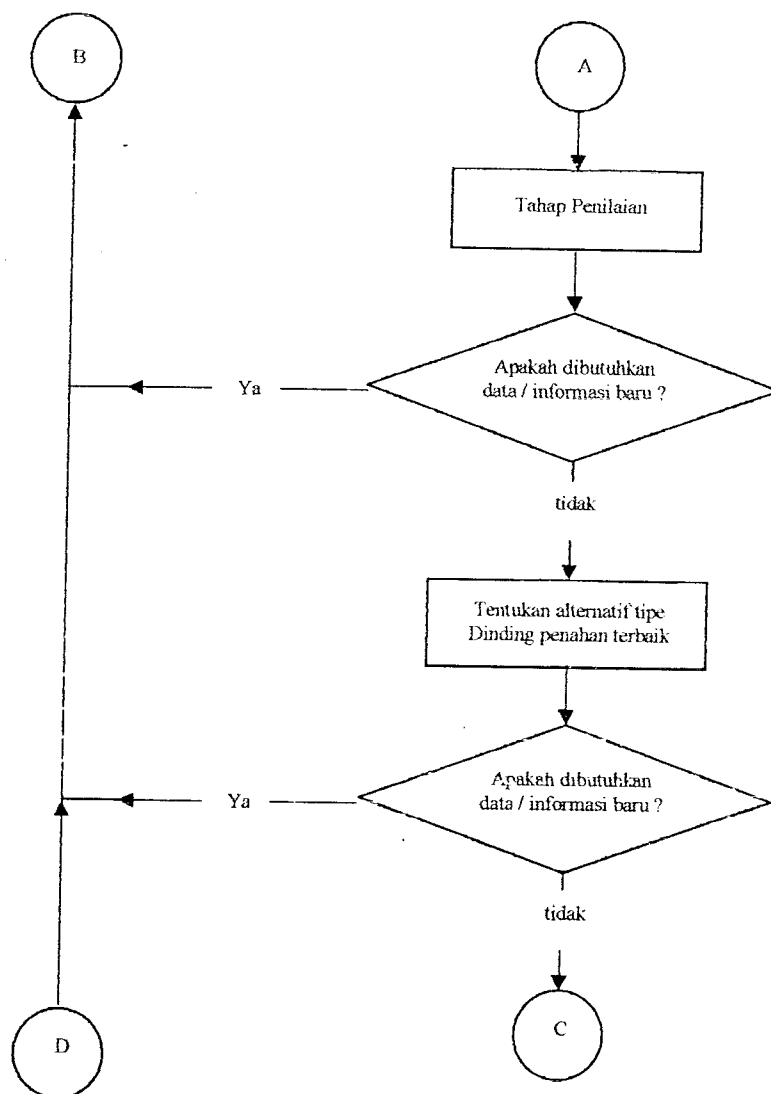 B
A
Tahap Penilaian
Apakah dibutuhkan
data / informasi baru ?
Ya
tidak
Tentukan alternatif tipe
Dinding penahan terbaik
Apakah dibutuhkan
data / informasi baru ?
Ya
tidak
D
C